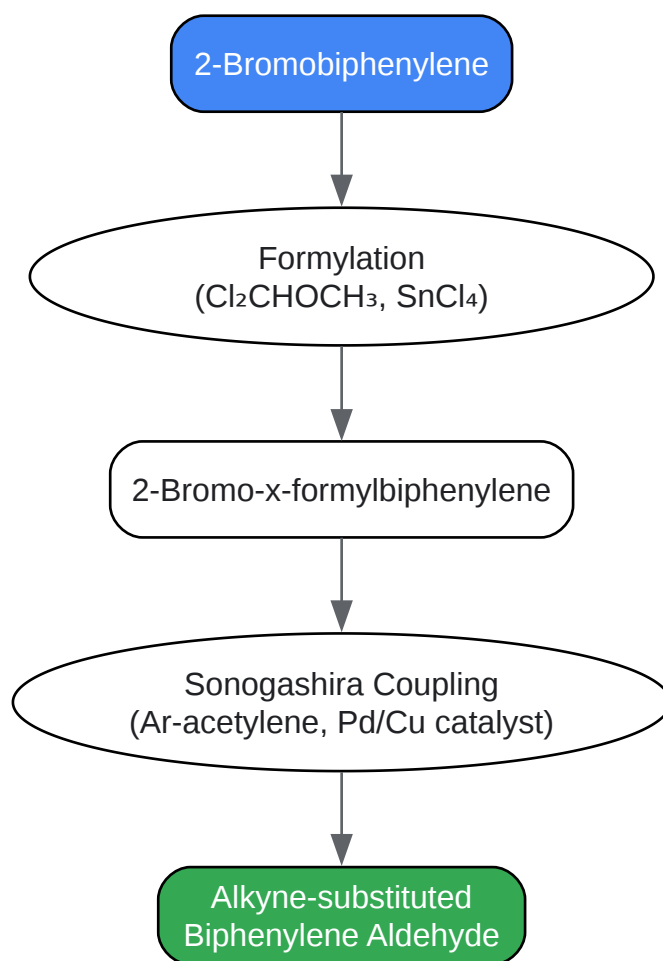 2-Bromobiphenylene
Formylation
(Cl₂CHOCH₃, SnCl₄)
2-Bromo-x-formylbiphenylene
Sonogashira Coupling
(Ar-acetylene, Pd/Cu catalyst)
Alkyne-substituted
Biphenylene Aldehyde